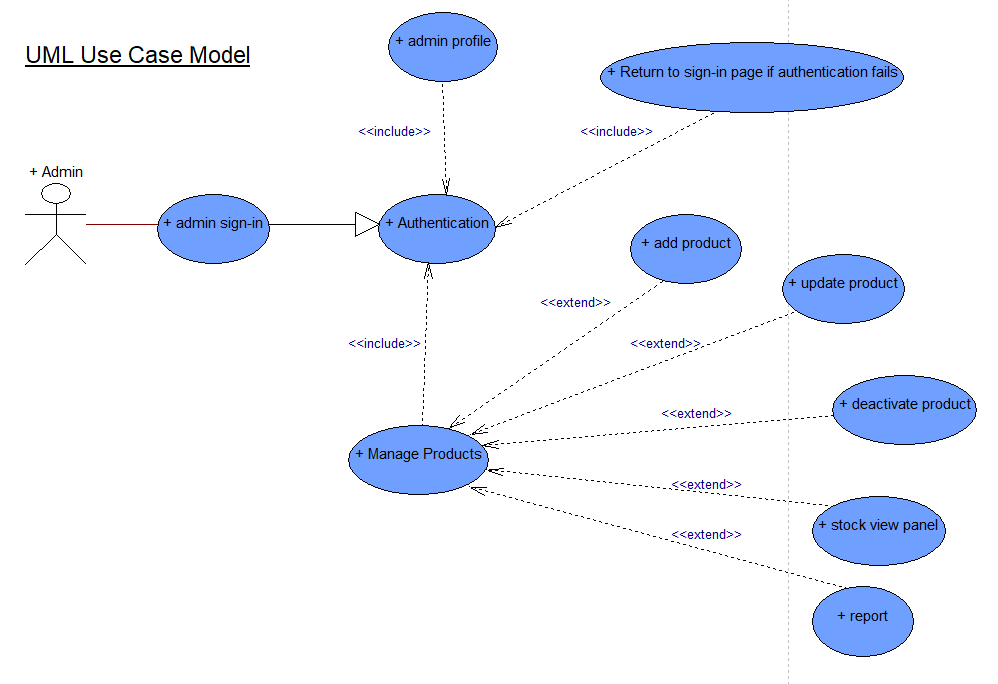 UML Use Case Model
+ admin profile
+ Return to sign-in page if authentication fails
<<include>>
<<include>>
+ Admin
+ admin sign-in
+ Authentication
+ add product
+ update product
<<extend>>
<<include>>
<<extend>>
+ deactivate product
<<extend>>
+ Manage Products
<<extend>>
+ stock view panel
<<extend>>
+ report